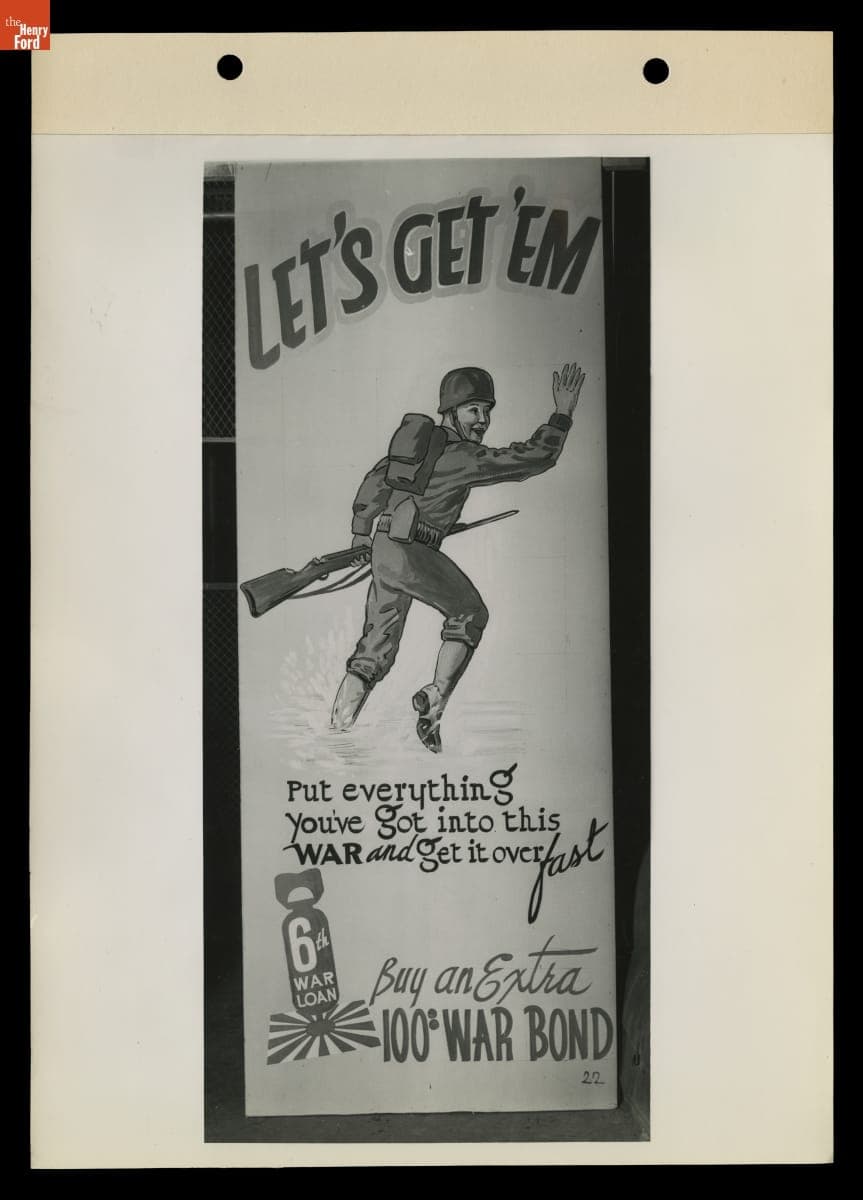 the
Henry
Ford
LET'S GET 'EM
Put everything
you've got into this
WAR and get it over fast
6th
WAR
LOAN
Buy an Extra
100°° WAR BOND
22